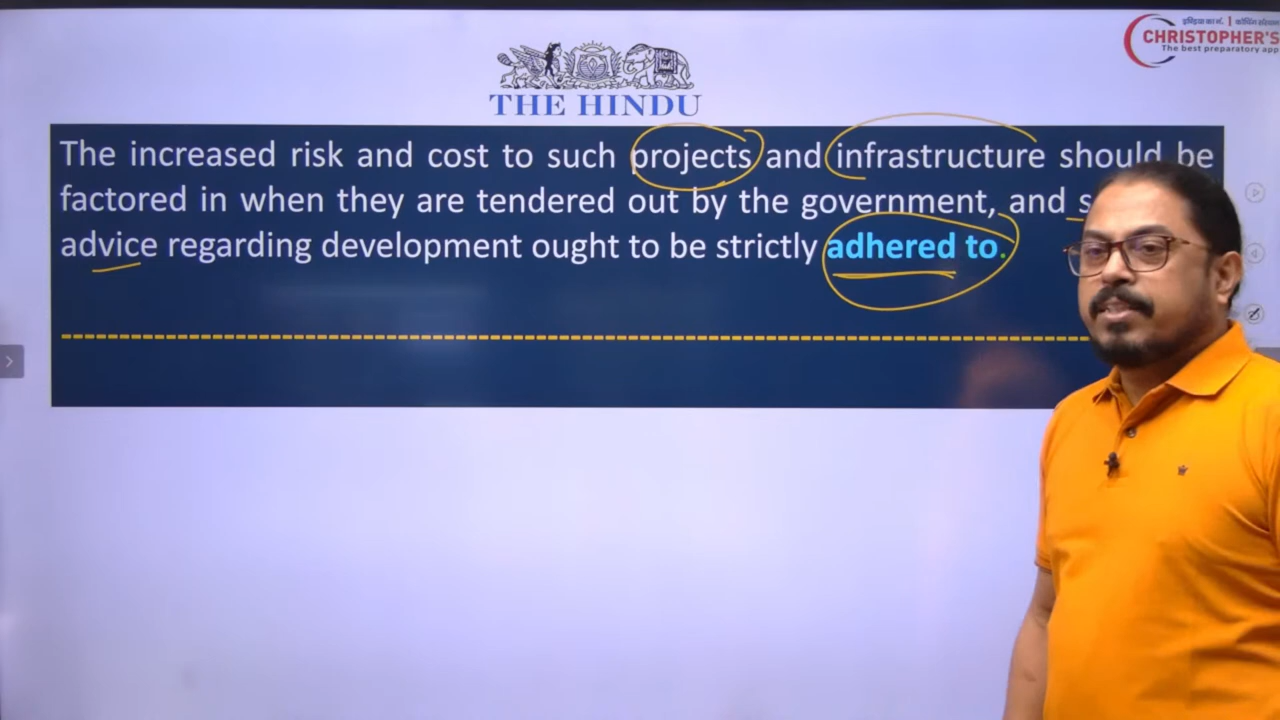 CHRISTOPHER'S
The best preparatory app
THE HINDU
The increased risk and cost to such projects and infrastructure should be
factored in when they are tendered out by the government, and
advice regarding development ought to be strictly adhered to.